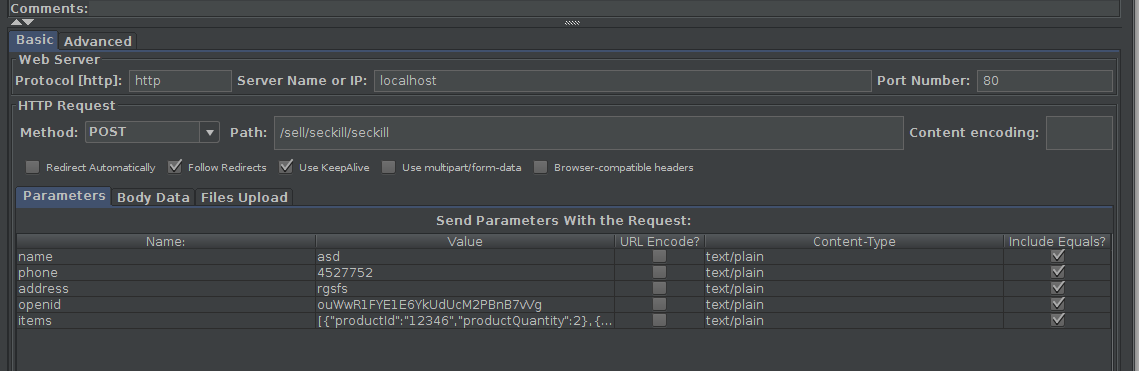 Comments:
Basic Advanced
Web Server
Protocol [http]: http Server Name or IP: localhost Port Number: 80
HTTP Request
Method: POST Path: /sell/seckill/seckill Content encoding:
Redirect Automatically Follow Redirects Use KeepAlive Use multipart/form-data Browser-compatible headers
Parameters Body Data Files Upload
Send Parameters With the Request:
Name: Value URL Encode? Content-Type Include Equals?
name asd text/plain
phone 4527752 text/plain
address rgsfs text/plain
openid ouWwR1FYE1E6YkUdUcM2PBnB7vVg text/plain
items [{"productId":"12346","productQuantity":2},{... text/plain